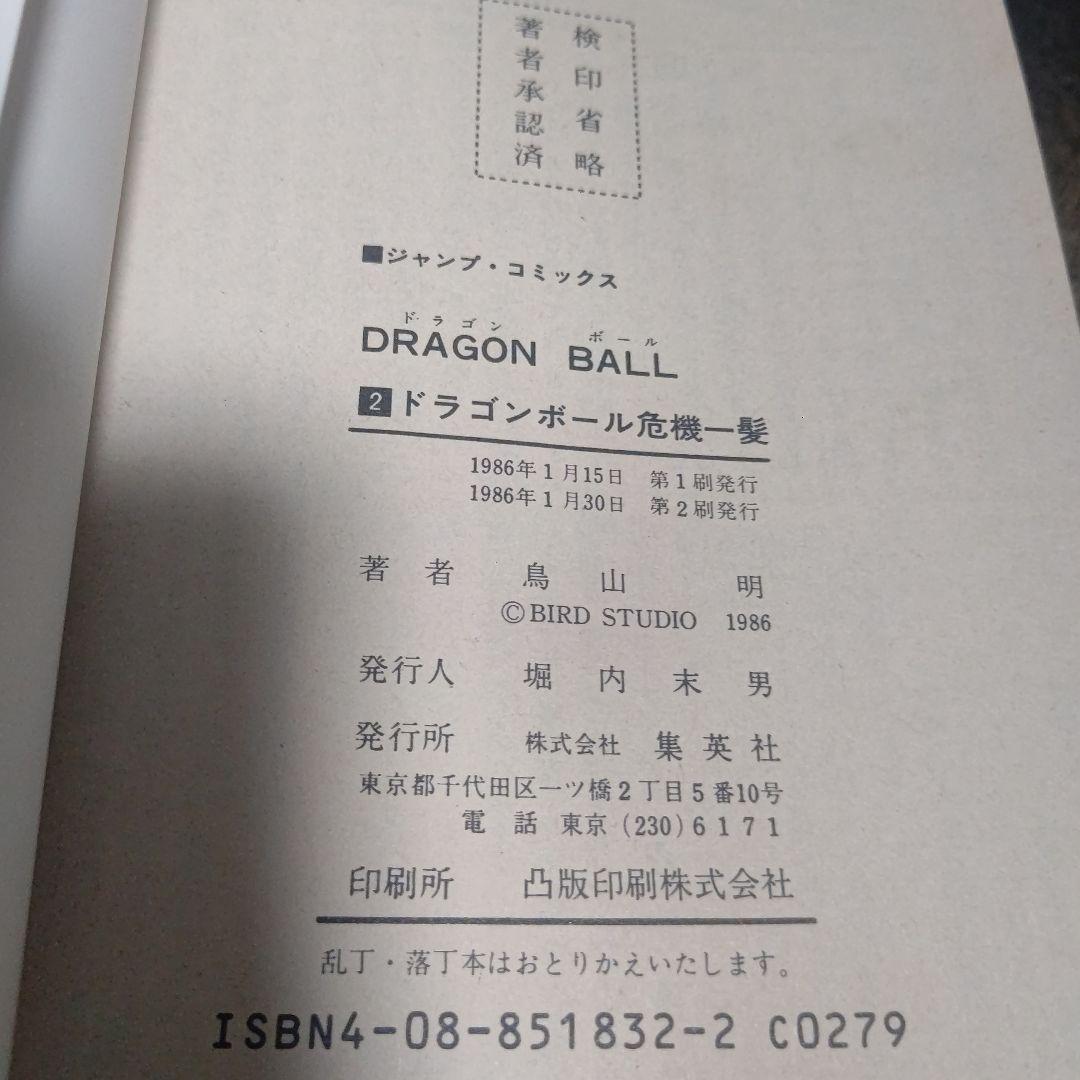 検印省略
著者承認済
■ジャンプ・コミックス
ドラゴン ボール
DRAGON BALL
2 ドラゴンボール危機一髪
1986年1月15日 第1刷発行
1986年1月30日 第2刷発行
著者 鳥山 明
©BIRD STUDIO 1986
発行人 堀内末男
発行所 株式会社 集英社
東京都千代田区一ツ橋2丁目5番10号
電話 東京(230)6171
印刷所 凸版印刷株式会社
乱丁・落丁本はおとりかえいたします。
ISBN4-08-851832-2 C0279